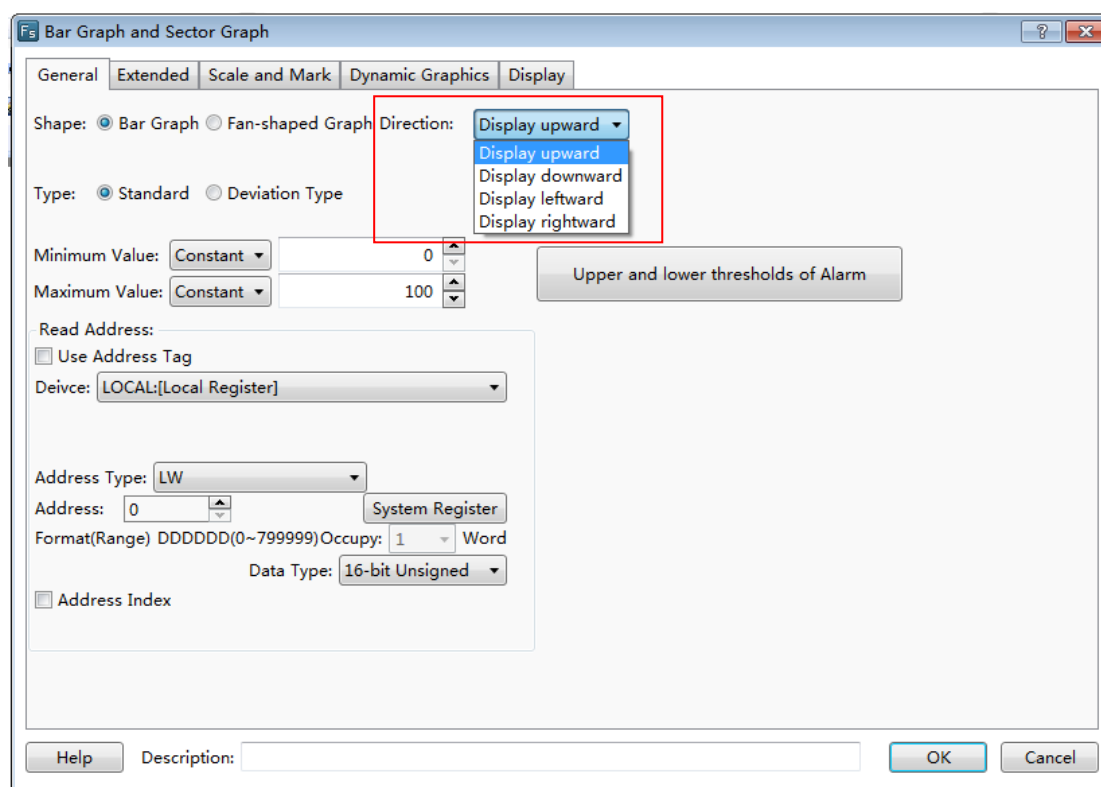 Fs Bar Graph and Sector Graph ?
General Extended Scale and Mark Dynamic Graphics Display
Shape: Bar Graph Fan-shaped Graph Direction: Display upward
Display upward
Display downward
Display leftward
Display rightward
Type: Standard Deviation Type
Minimum Value: Constant 0
Maximum Value: Constant 100
Upper and lower thresholds of Alarm
Read Address:
Use Address Tag
Deivce: LOCAL:[Local Register]
Address Type: LW
Address: 0 System Register
Format(Range) DDDDDD(0~799999) Occupy: 1 Word
Data Type: 16-bit Unsigned
Address Index
Help Description: OK Cancel